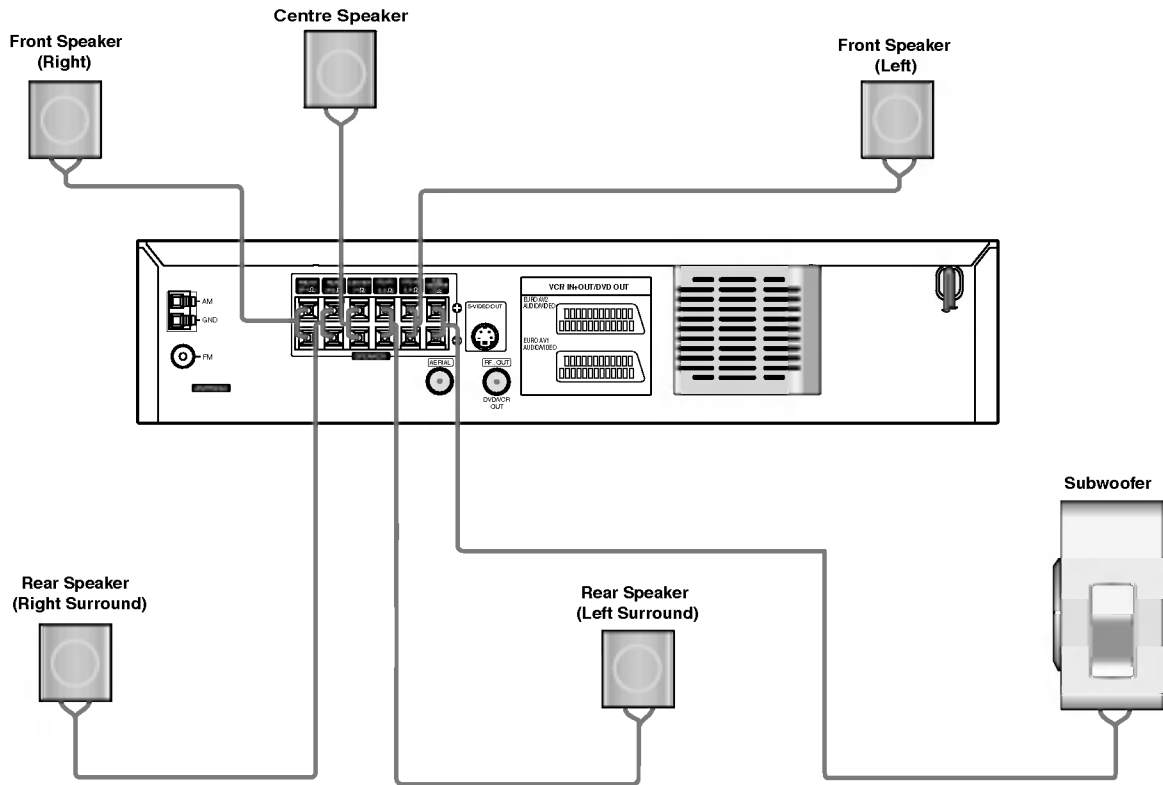 Centre Speaker
Front Speaker
(Right)
Front Speaker
(Left)
AM
GND
FM
S-VIDEO OUT
AERIAL
RF. OUT
DVD/VCR
OUT
VCR IN+OUT/DVD OUT
EURO AV2
AUDIO/VIDEO
EURO AV1
AUDIO/VIDEO
Subwoofer
Rear Speaker
(Right Surround)
Rear Speaker
(Left Surround)